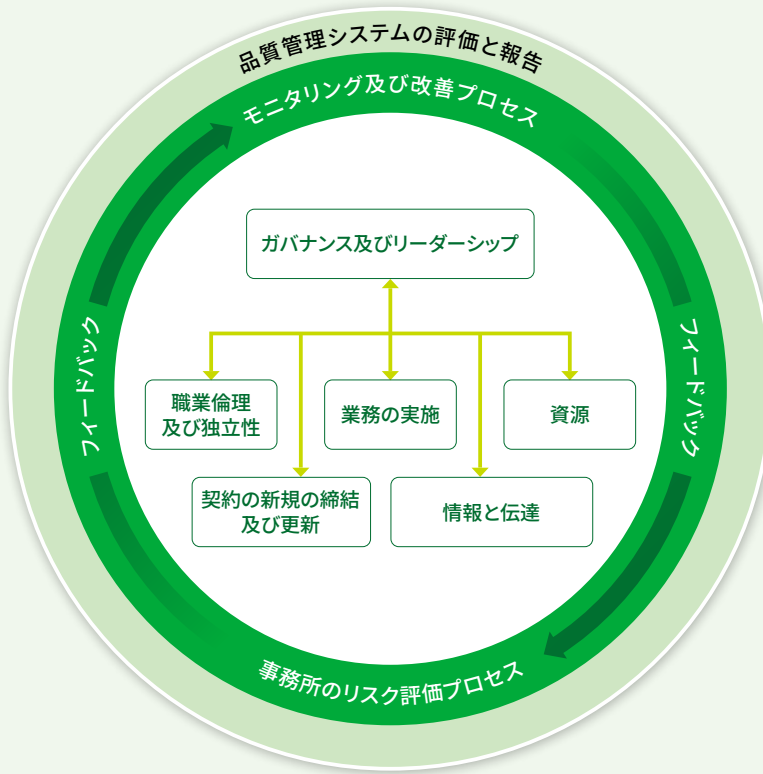 品質管理システムの評価と報告
モニタリング及び改善プロセス
ガバナンス及びリーダーシップ
フィードバック
フィードバック
職業倫理
及び独立性
業務の実施
資源
契約の新規の締結
及び更新
情報と伝達
事務所のリスク評価プロセス